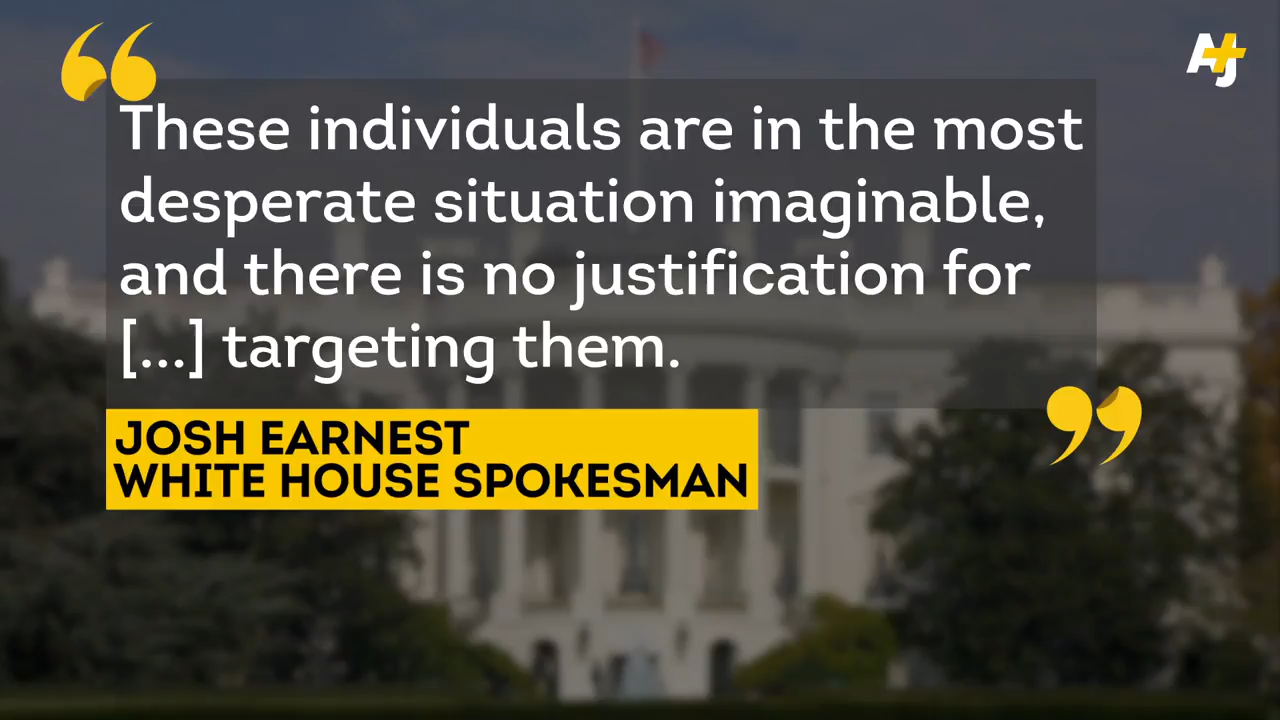 AJ+
“These individuals are in the most
desperate situation imaginable,
and there is no justification for
[...] targeting them.”
JOSH EARNEST
WHITE HOUSE SPOKESMAN